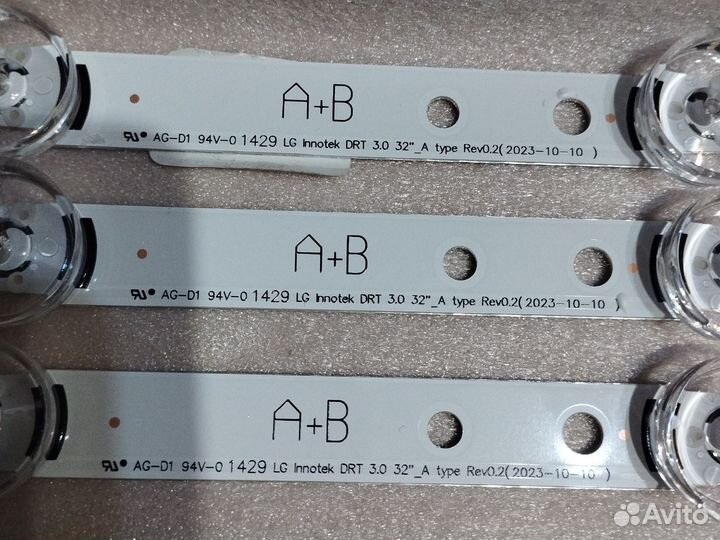 A+B
AG-D1 94V-0 1429 LG Innotek DRT 3.0 32"_A type Rev0.2(2023-10-10 )
A+B
AG-D1 94V-0 1429 LG Innotek DRT 3.0 32"_A type Rev0.2(2023-10-10 )
A+B
AG-D1 94V-0 1429 LG Innotek DRT 3.0 32"_A type Rev0.2(2023-10-10 )
Avito